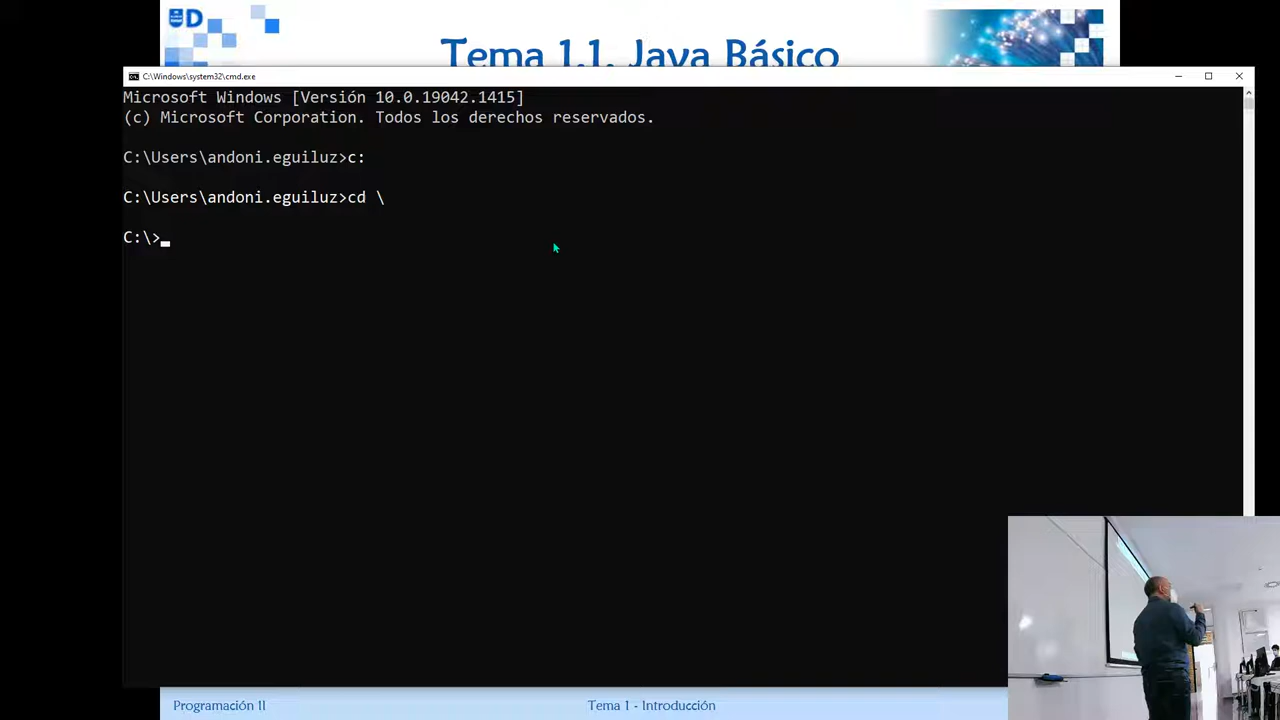 UD
Tema 1.1. Java Básico
C:\Windows\system32\cmd.exe
Microsoft Windows [Versión 10.0.19042.1415]
(c) Microsoft Corporation. Todos los derechos reservados.
C:\Users\andoni.eguiluz>c:
C:\Users\andoni.eguiluz>cd \
C:\>
Programación II
Tema 1 - Introducción